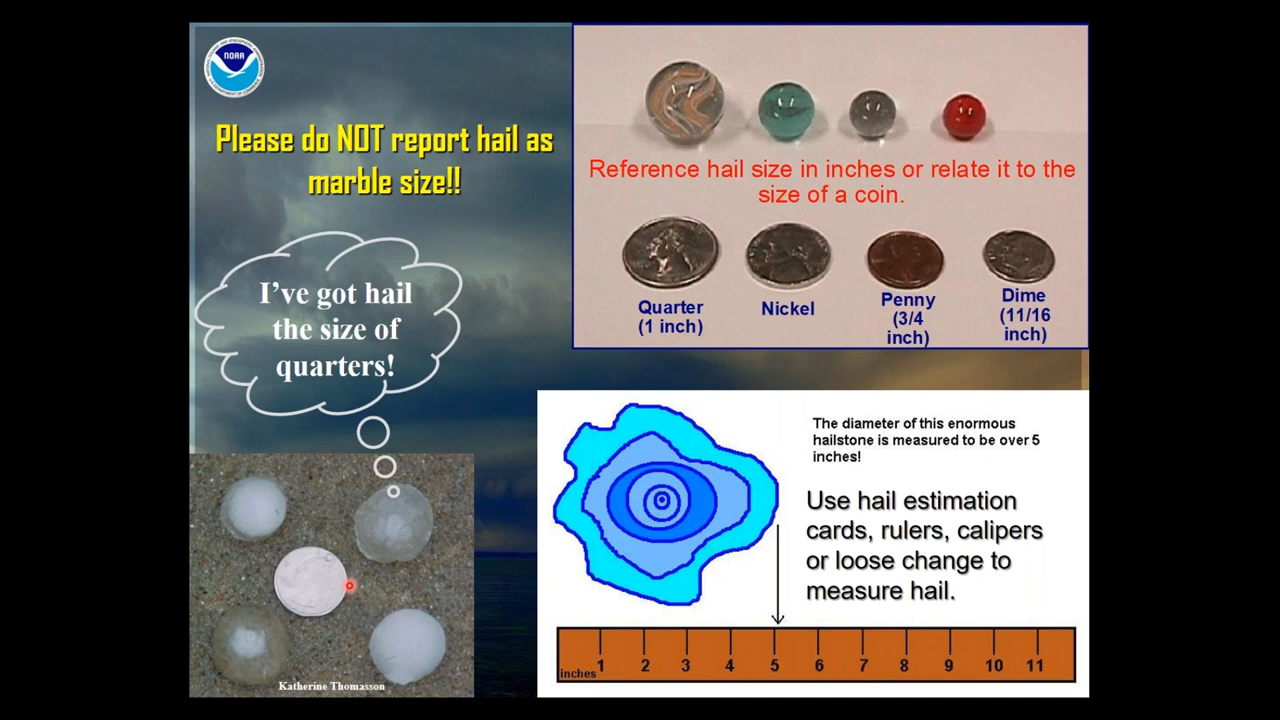 NOAA
Please do NOT report hail as
marble size!!
I've got hail
the size of
quarters!
Katherine Thomasson
Reference hail size in inches or relate it to the
size of a coin.
Quarter
(1 inch)
Nickel
Penny
(3/4
inch)
Dime
(11/16
inch)
The diameter of this enormous
hailstone is measured to be over 5
inches!
Use hail estimation
cards, rulers, calipers
or loose change to
measure hail.
inches 1 2 3 4 5 6 7 8 9 10 11